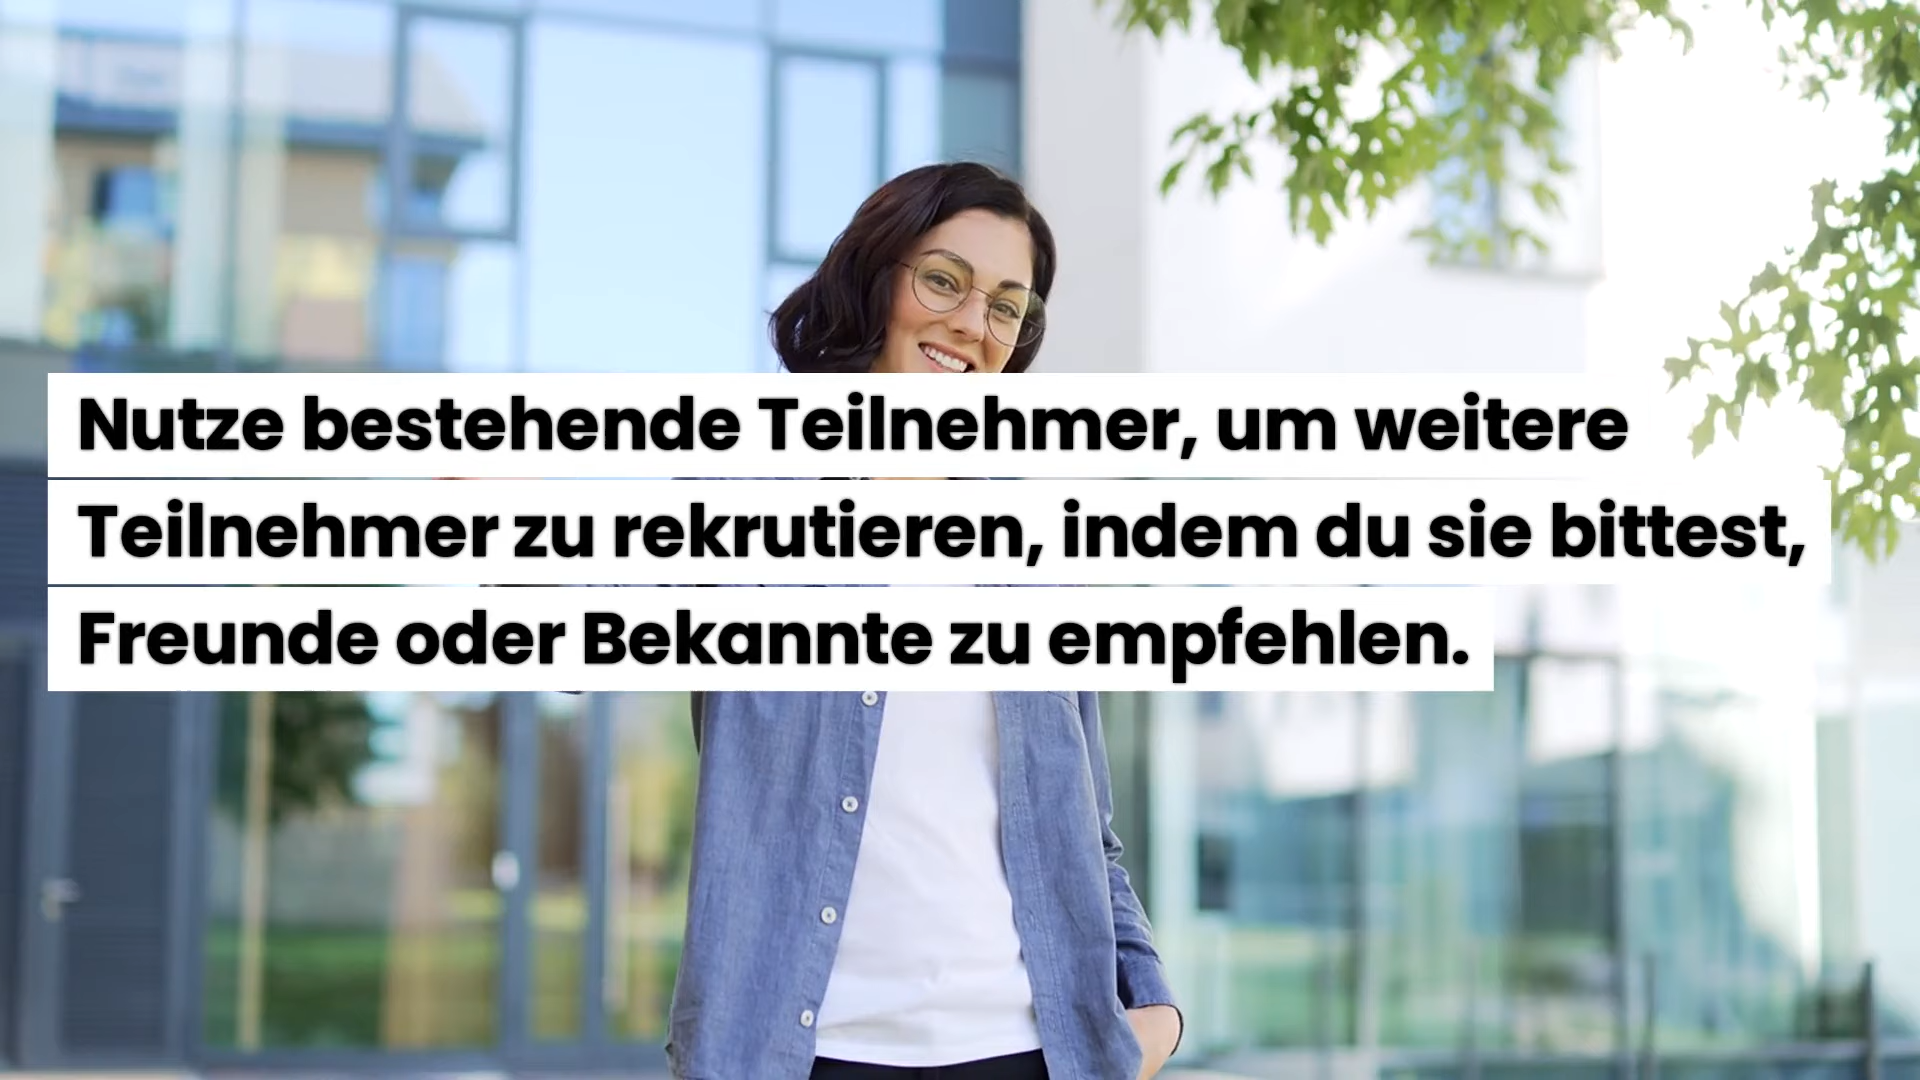 Nutze bestehende Teilnehmer, um weitere
Teilnehmer zu rekrutieren, indem du sie bittest,
Freunde oder Bekannte zu empfehlen.